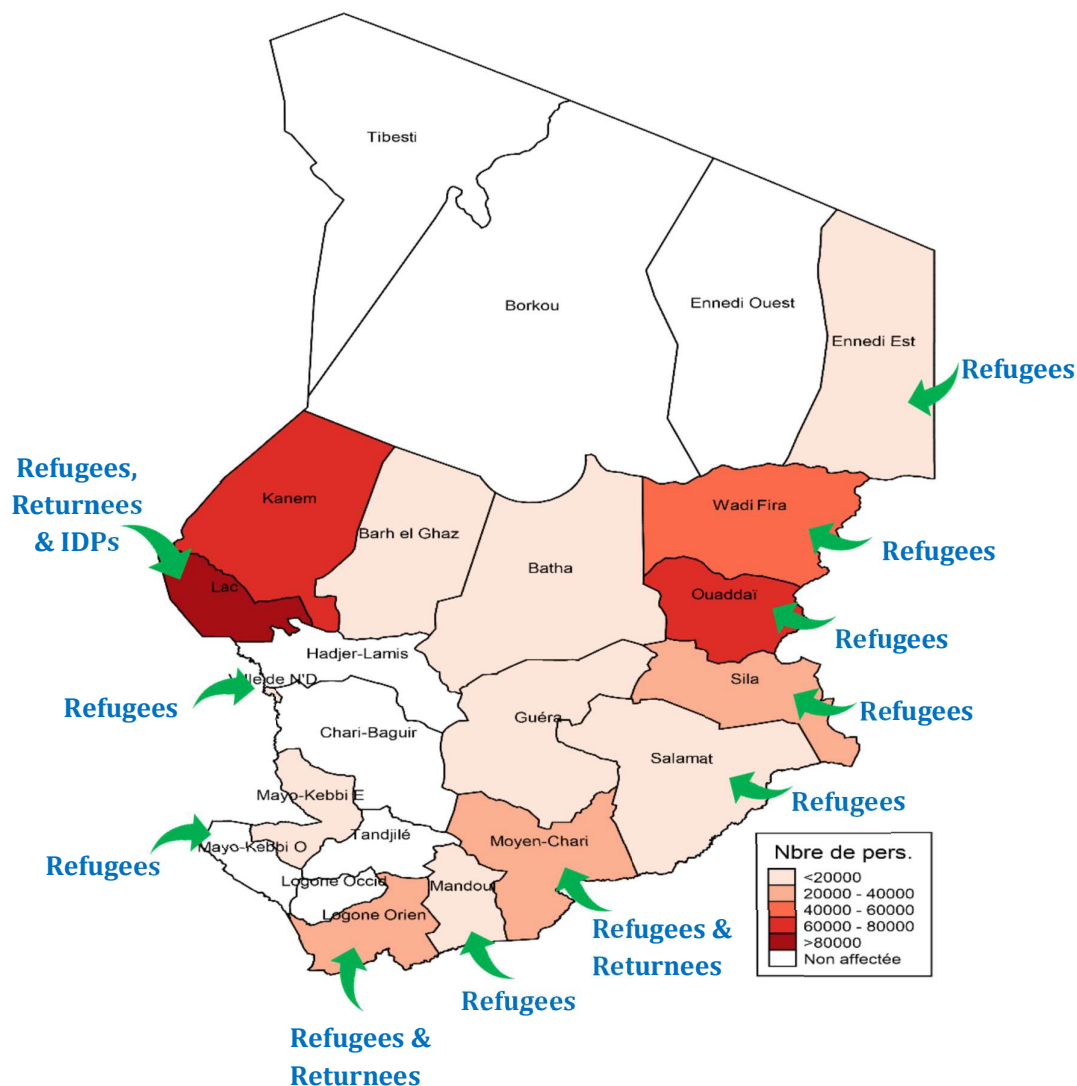 Tibesti
Borkou
Ennedi Ouest
Ennedi Est
Refugees
Refugees,
Returnees
& IDPs
Kanem
Barh el Ghaz
Batha
Wadi Fira
Refugees
Lac
Ouaddaï
Refugees
Hadjer-Lamis
Ville de N'D
Refugees
Sila
Refugees
Guéra
Chari-Baguir
Salamat
Refugees
Mayo-Kebbi E
Mayo-Kebbi O
Refugees
Tandjilé
Moyen-Chari
Logone Occid
Mandoul
Logone Orien
Refugees &
Returnees
Refugees
Refugees &
Returnees
Nbre de pers.
<20000
20000 - 40000
40000 - 60000
60000 - 80000
>80000
Non affectée